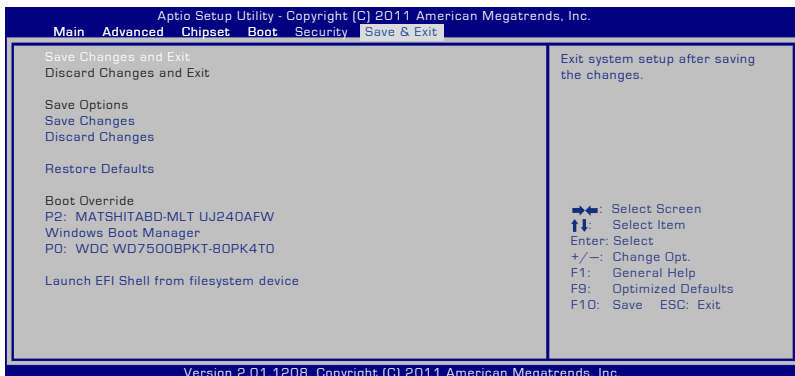 Aptio Setup Utility - Copyright (C) 2011 American Megatrends, Inc.
Main Advanced Chipset Boot Security Save & Exit
Save Changes and Exit
Discard Changes and Exit
Save Options
Save Changes
Discard Changes
Restore Defaults
Boot Override
P2: MATSHITABD-MLT UJ240AFW
Windows Boot Manager
P0: WDC WD7500BPKT-80PK4T0
Launch EFI Shell from filesystem device
Exit system setup after saving
the changes.
→←: Select Screen
↑↓: Select Item
Enter: Select
+/—: Change Opt.
F1: General Help
F9: Optimized Defaults
F10: Save ESC: Exit
Version 2.01.1208. Copyright (C) 2011 American Megatrends, Inc.